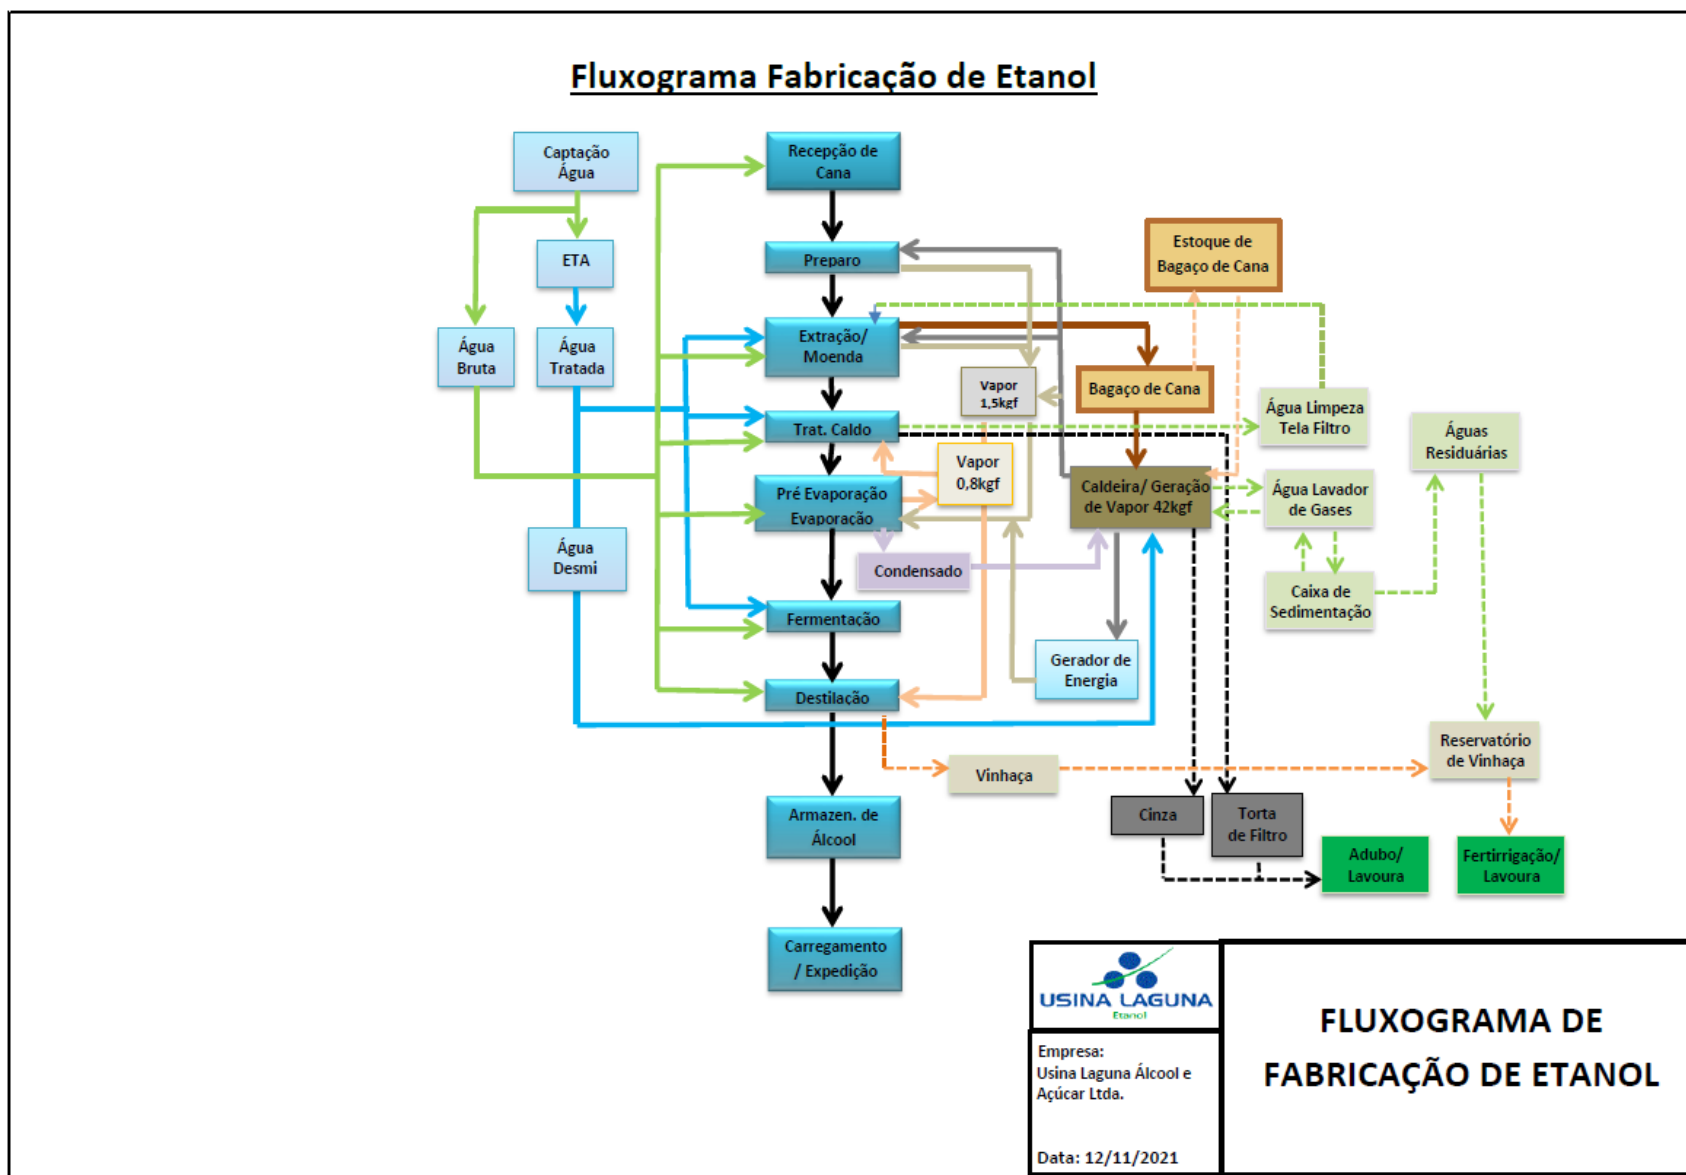 Fluxograma Fabricação de Etanol
Captação
Água
Recepção de
Cana
ETA
Preparo
Estoque de
Bagaço de Cana
Água
Bruta
Água
Tratada
Extração/
Moenda
Vapor
1,5kgf
Bagaço de Cana
Água Limpeza
Tela Filtro
Trat. Caldo
Águas
Residuárias
Vapor
0,8kgf
Pré Evaporação
Evaporação
Caldeira/ Geração
de Vapor 42kgf
Água Lavador
de Gases
Água
Desmi
Condensado
Caixa de
Sedimentação
Fermentação
Gerador de
Energia
Destilação
Reservatório
de Vinhaça
Vinhaça
Armazen. de
Álcool
Cinza
Torta
de Filtro
Adubo/
Lavoura
Fertirrigação/
Lavoura
Carregamento
/ Expedição
USINA LAGUNA
Etanol
Empresa:
Usina Laguna Álcool e
Açúcar Ltda.
Data: 12/11/2021
FLUXOGRAMA DE
FABRICAÇÃO DE ETANOL